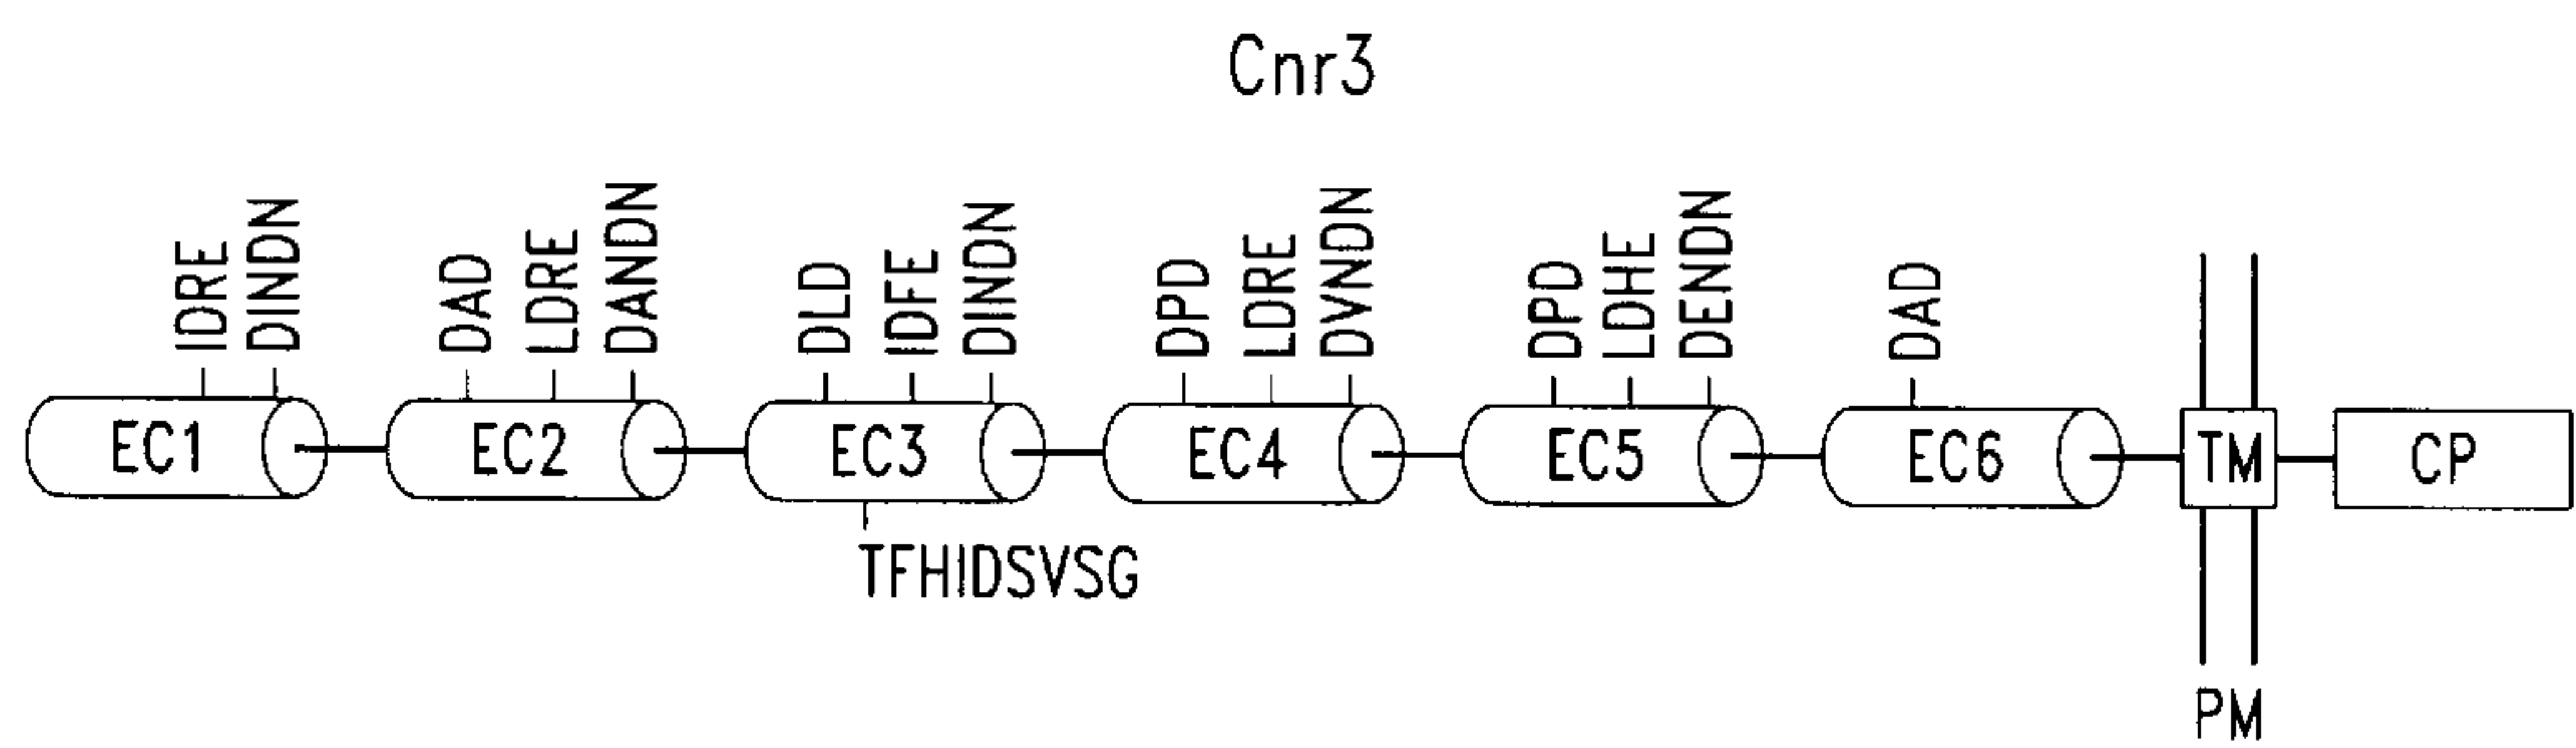 Cnr3
IDRE
DINDN
DAD
LDRE
DANDN
DLD
IDFE
DINDN
DPD
LDRE
DVNDN
DPD
LDHE
DENDN
DAD
EC1
EC2
EC3
EC4
EC5
EC6
TM
CP
TFHIDSVSG
PM